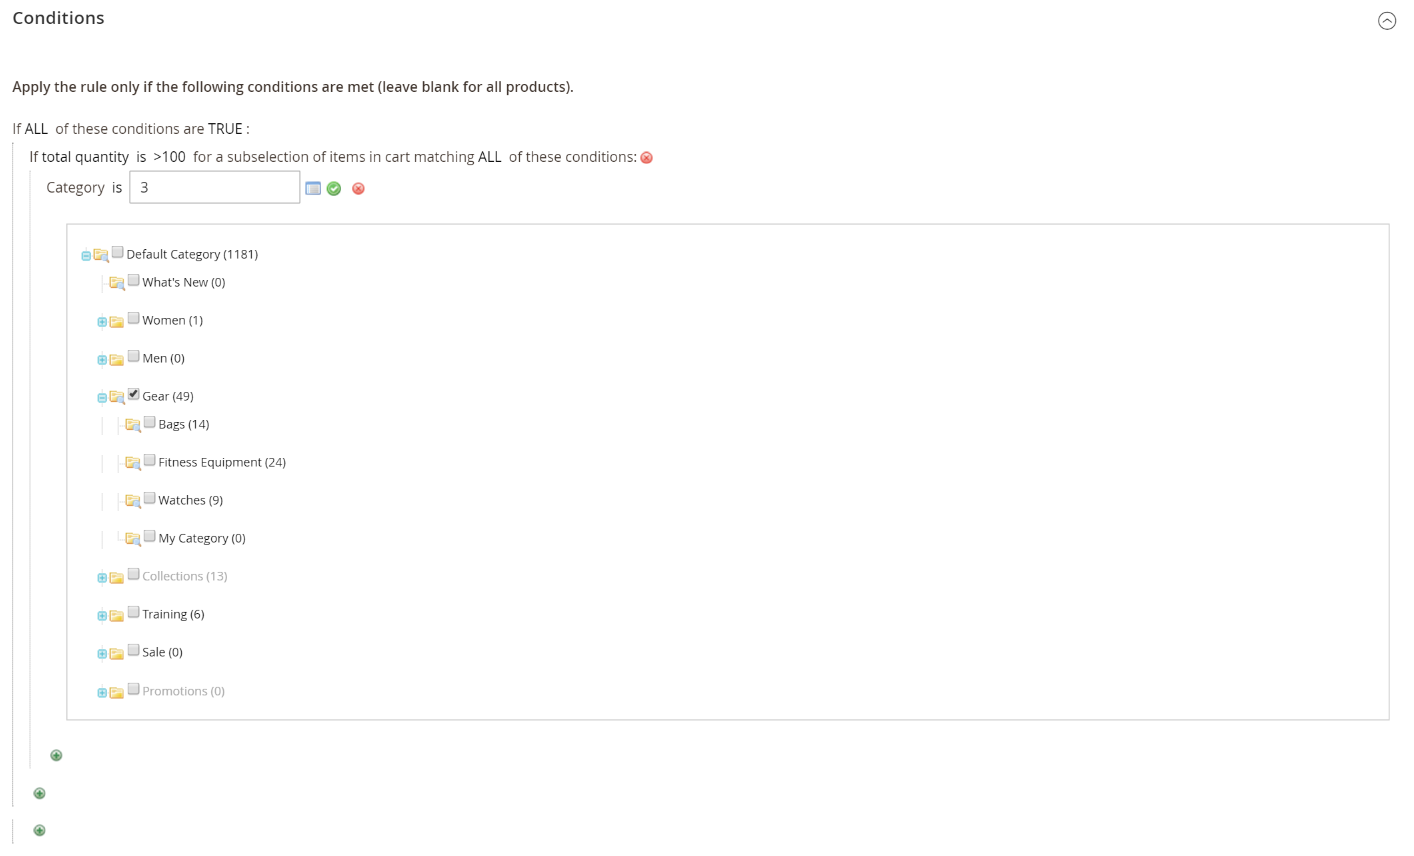 Conditions
Apply the rule only if the following conditions are met (leave blank for all products).
If ALL of these conditions are TRUE :
If total quantity is >100 for a subselection of items in cart matching ALL of these conditions:
Category is 3
Default Category (1181)
What's New (0)
Women (1)
Men (0)
Gear (49)
Bags (14)
Fitness Equipment (24)
Watches (9)
My Category (0)
Collections (13)
Training (6)
Sale (0)
Promotions (0)